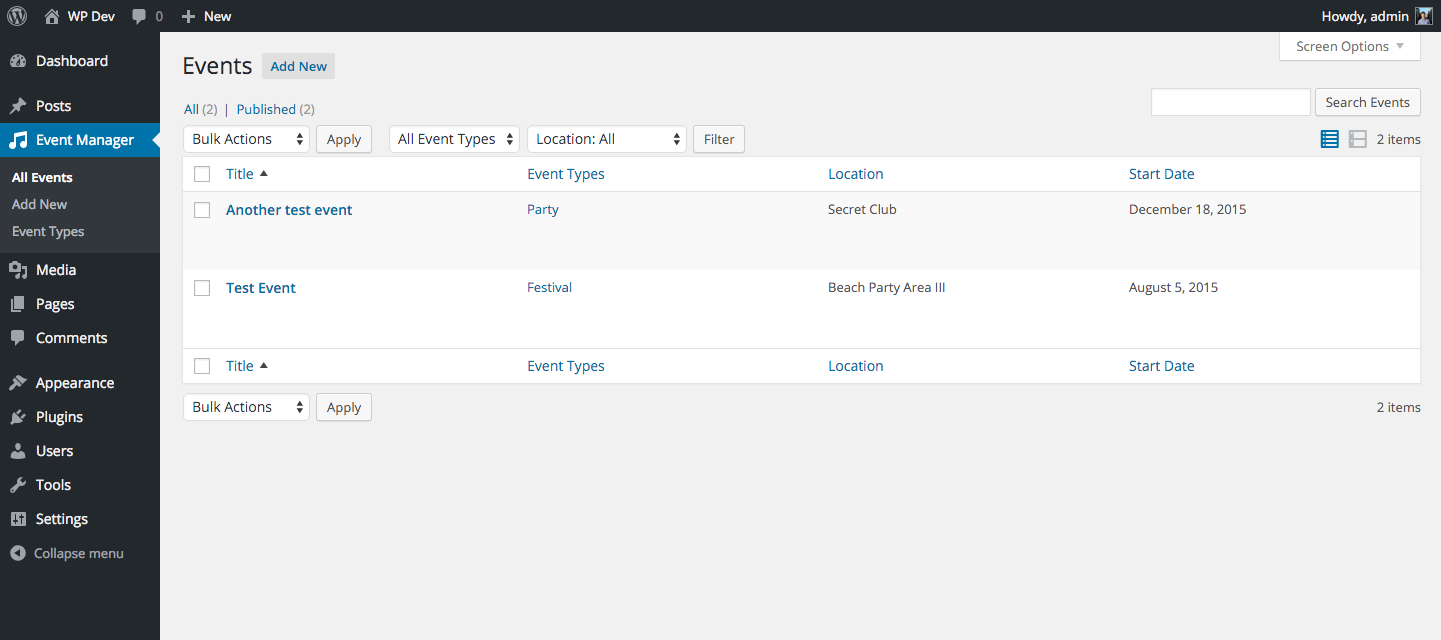 WP Dev 0 New Howdy, admin
Dashboard
Posts
Event Manager
All Events
Add New
Event Types
Media
Pages
Comments
Appearance
Plugins
Users
Tools
Settings
Collapse menu
Screen Options
Events Add New
All (2) | Published (2)
Search Events
Bulk Actions Apply All Event Types Location: All Filter 2 items
Title Event Types Location Start Date
Another test event Party Secret Club December 18, 2015
Test Event Festival Beach Party Area III August 5, 2015
Title Event Types Location Start Date
Bulk Actions Apply 2 items